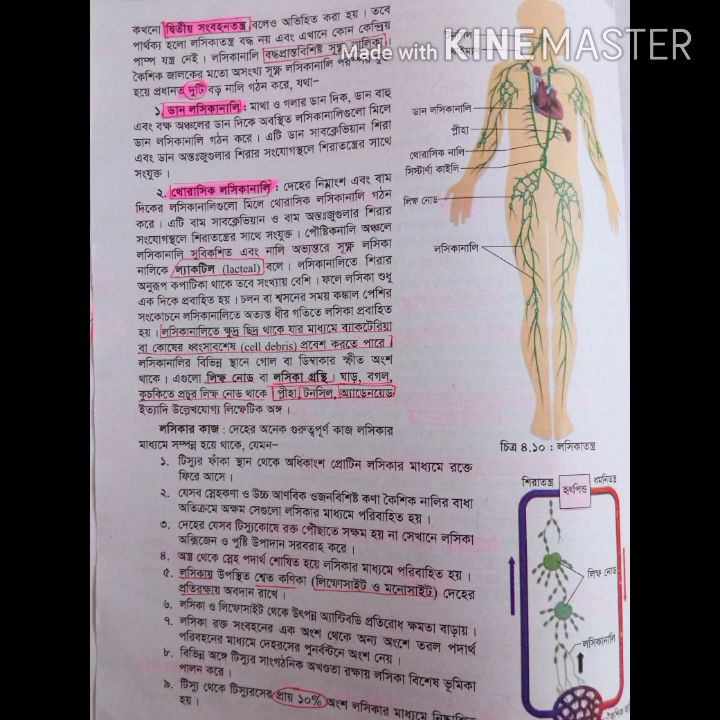 Made with KINEMASTER
কখনো দ্বিতীয় সংবহনতন্ত্র বলেও অভিহিত করা হয় । তবে
পার্থক্য হলো লসিকাতন্ত্র বদ্ধ নয় এবং এখানে কোন কেন্দ্রিয়
পাম্প যন্ত্র নেই । লসিকানালি বদ্ধপ্রান্তবিশিষ্ট
কৈশিক জালকের মতো অসংখ্য সূক্ষ্ম লসিকানালি
হয়ে প্রধানত দুটি বড় নালি গঠন করে, যথা–
১. ডান লসিকানালি : মাথা ও গলার ডান দিক, ডান বাহু
এবং বক্ষ অঞ্চলের ডান দিকে অবস্থিত লসিকানালিগুলো মিলে
ডান লসিকানালি গঠন করে । এটি ডান সাবক্লেভিয়ান শিরা
এবং ডান অন্তঃজুগুলার শিরার সংযোগস্থলে শিরাতন্ত্রের সাথে
সংযুক্ত ।
২. থোরাসিক লসিকানালি : দেহের নিম্নাংশ এবং বাম
দিকের লসিকানালিগুলো মিলে থোরাসিক লসিকানালি গঠন
করে । এটি বাম সাবক্লেভিয়ান ও বাম অন্তঃজুগুলার শিরার
সংযোগস্থলে শিরাতন্ত্রের সাথে সংযুক্ত । পৌষ্টিকনালি অঞ্চলে
লসিকানালি সুবিকশিত এবং নালি অভ্যন্তরে সূক্ষ্ম লসিকা
নালিকে ল্যাকটিল (lacteal) বলে । লসিকানালিতে শিরার
অনুরূপ কপাটিকা থাকে তবে সংখ্যায় বেশি । ফলে লসিকা শুধু
এক দিকে প্রবাহিত হয় । চলন বা শ্বসনের সময় কঙ্কাল পেশির
সংকোচনে লসিকানালিতে অত্যন্ত ধীর গতিতে লসিকা প্রবাহিত
হয় । লসিকানালিতে ক্ষুদ্র ছিদ্র থাকে যার মাধ্যমে ব্যাকটেরিয়া
বা কোষের ধ্বংসাবশেষ (cell debris) প্রবেশ করতে পারে ।
লসিকানালির বিভিন্ন স্থানে গোল বা ডিম্বাকার স্ফীত অংশ
থাকে । এগুলো লিম্ফ নোড বা লসিকা গ্রন্থি । ঘাড়, বগল,
কুচকিতে প্রচুর লিম্ফ নোড থাকে । প্লীহা, টনসিল, অ্যাডেনয়েড
ইত্যাদি উল্লেখযোগ্য লিম্ফেটিক অঙ্গ ।
লসিকার কাজ : দেহের অনেক গুরুত্বপূর্ণ কাজ লসিকার
মাধ্যমে সম্পন্ন হয়ে থাকে, যেমন–
১. টিস্যুর ফাঁকা স্থান থেকে অধিকাংশ প্রোটিন লসিকার মাধ্যমে রক্তে
ফিরে আসে ।
২. যেসব স্নেহকণা ও উচ্চ আণবিক ওজনবিশিষ্ট কণা কৈশিক নালির বাধা
অতিক্রমে অক্ষম সেগুলো লসিকার মাধ্যমে পরিবাহিত হয় ।
৩. দেহের যেসব টিস্যুকোষে রক্ত পৌছাতে সক্ষম হয় না সেখানে লসিকা
অক্সিজেন ও পুষ্টি উপাদান সরবরাহ করে ।
৪. অন্ত্র থেকে স্নেহ পদার্থ শোষিত হয়ে লসিকার মাধ্যমে পরিবাহিত হয় ।
৫. লসিকায় উপস্থিত শ্বেত কণিকা (লিম্ফোসাইট ও মনোসাইট) দেহের
প্রতিরক্ষায় অবদান রাখে ।
৬. লসিকা ও লিম্ফোসাইট থেকে উৎপন্ন অ্যান্টিবডি প্রতিরোধ ক্ষমতা বাড়ায় ।
৭. লসিকা রক্ত সংবহনের এক অংশ থেকে অন্য অংশে তরল পদার্থ
পরিবহনের মাধ্যমে দেহরসের পুনর্বন্টনে অংশ নেয় ।
৮. বিভিন্ন অঙ্গে টিস্যুর সাংগঠনিক অখণ্ডতা রক্ষায় লসিকা বিশেষ ভূমিকা
পালন করে ।
৯. টিস্যু থেকে টিস্যুরসের প্রায় ১০% অংশ লসিকার মাধ্যমে
হয় ।
ডান লসিকানালি
প্লীহা
থোরাসিক নালি
সিস্টার্ণা কাইলি
লিম্ফ নোড
লসিকানালি
চিত্র ৪.১০ : লসিকাতন্ত্র
শিরাতন্ত্র
হৃৎপিন্ড
ধমনিতন্ত্র
লিম্ফ নোড
লসিকানালি